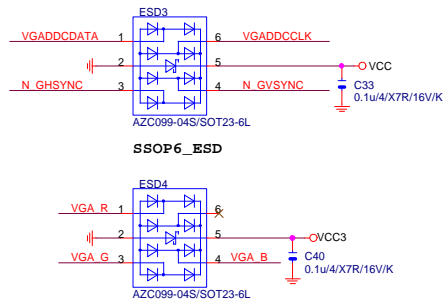 ESD3
VGADDCDATA 1 6 VGADDCCLK
2 5 VCC
N_GHSYNC 3 4 N_GVSYNC
C33
0.1u/4/X7R/16V/K
AZC099-04S/SOT23-6L
SSOP6_ESD
ESD4
VGA_R 1 6
2 5 VCC3
VGA_G 3 4 VGA_B
C40
0.1u/4/X7R/16V/K
AZC099-04S/SOT23-6L